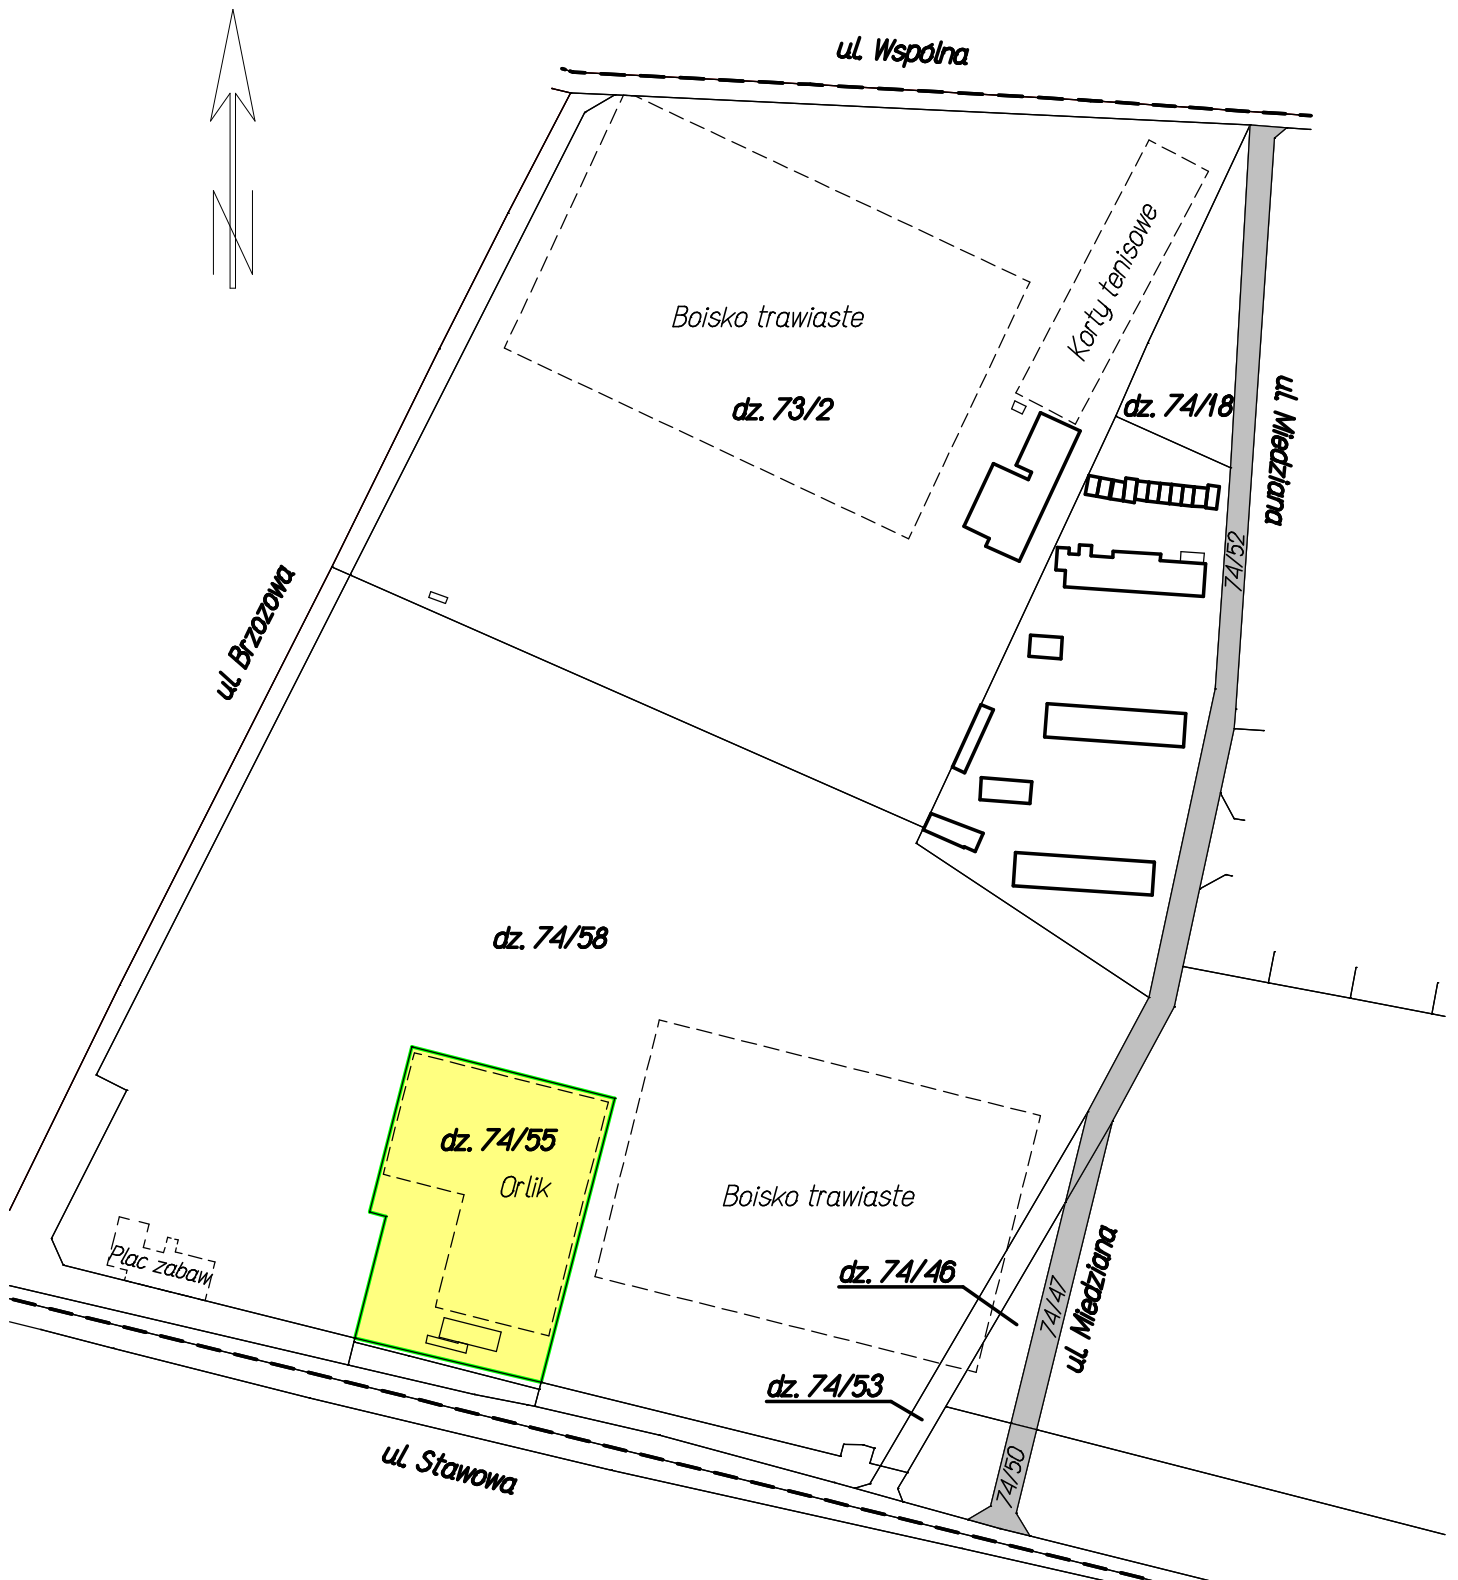 ul. Wspólna
N
Korty tenisowe
Boisko trawiaste
dz. 73/2
dz. 74/18
ul. Miedziana
74/52
ul. Brzozowa
dz. 74/58
dz. 74/55
Orlik
Boisko trawiaste
Plac zabaw
dz. 74/46
74/47
ul. Miedziana
dz. 74/53
ul. Stawowa
74/50